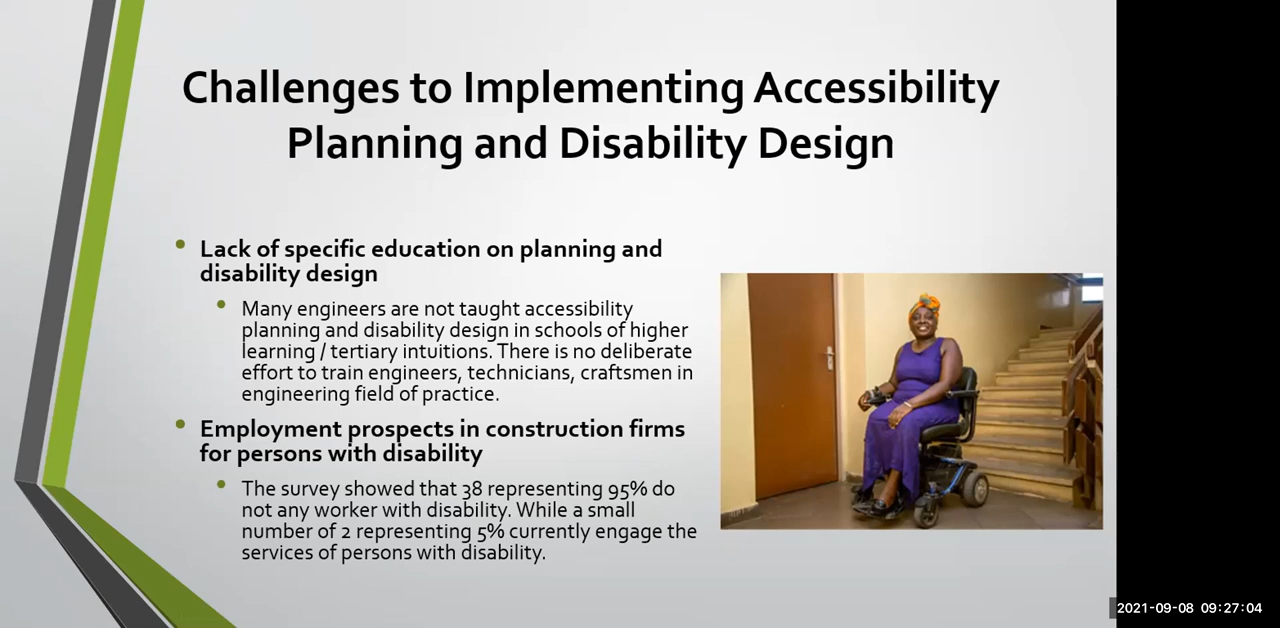 Challenges to Implementing Accessibility
Planning and Disability Design
Lack of specific education on planning and
disability design
Many engineers are not taught accessibility
planning and disability design in schools of higher
learning / tertiary intuitions. There is no deliberate
effort to train engineers, technicians, craftsmen in
engineering field of practice.
Employment prospects in construction firms
for persons with disability
The survey showed that 38 representing 95% do
not any worker with disability. While a small
number of 2 representing 5% currently engage the
services of persons with disability.
2021-09-08 09:27:04